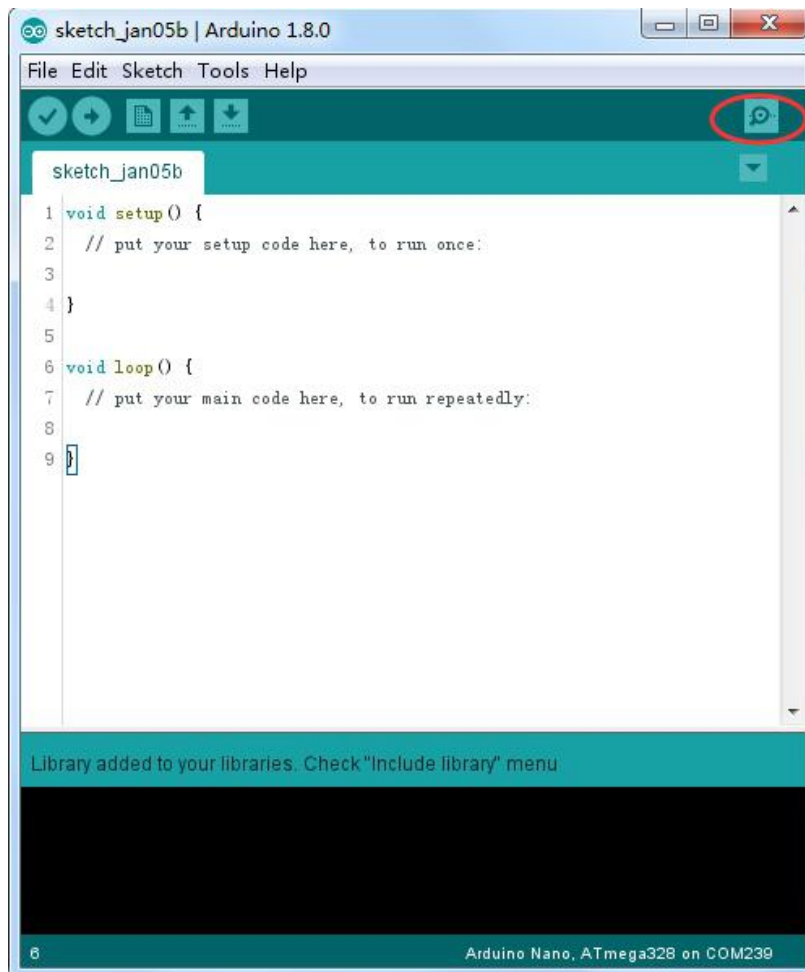 sketch_jan05b | Arduino 1.8.0
File Edit Sketch Tools Help
sketch_jan05b
1 void setup() {
2 // put your setup code here, to run once:
3
4 }
5
6 void loop() {
7 // put your main code here, to run repeatedly:
8
9 }
Library added to your libraries. Check "Include library" menu
6 Arduino Nano, ATmega328 on COM239